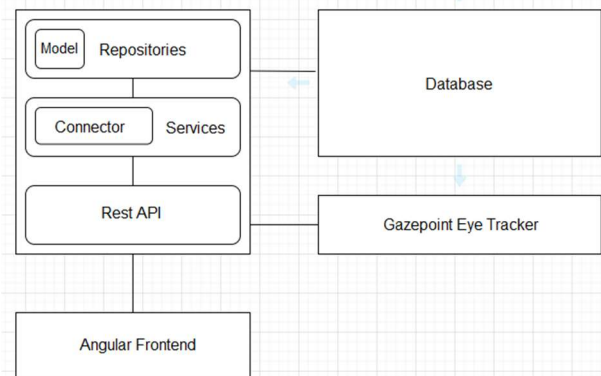 Model
Repositories
Database
Connector
Services
Rest API
Gazepoint Eye Tracker
Angular Frontend